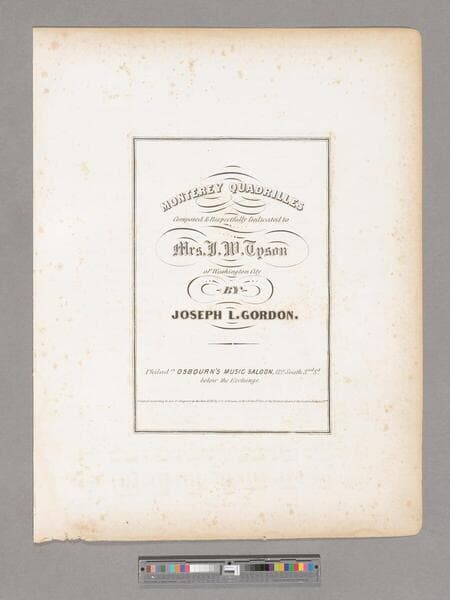 MONTEREY QUADRILLES
Composed & Respectfully Dedicated to
Mrs. J. W. Tyson
of Washington City
BY
JOSEPH L. GORDON.
Philad.ª OSBOURN'S MUSIC SALOON, South 3rd St.
below the Exchange.